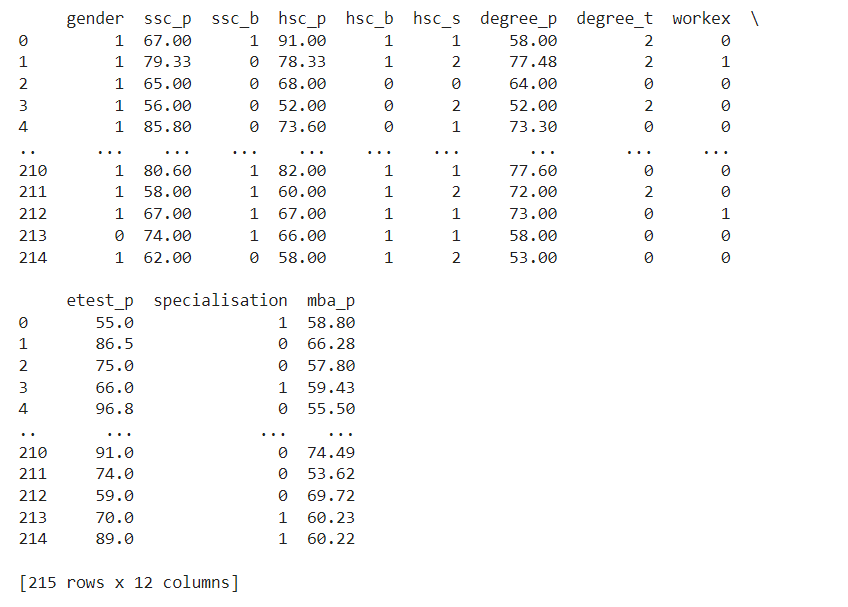 gender  ssc_p  ssc_b  hsc_p  hsc_b  hsc_s  degree_p  degree_t  workex  \
0         1  67.00      1  91.00      1      1     58.00         2       0
1         1  79.33      0  78.33      1      2     77.48         2       1
2         1  65.00      0  68.00      0      0     64.00         0       0
3         1  56.00      0  52.00      0      2     52.00         2       0
4         1  85.80      0  73.60      0      1     73.30         0       0
..      ...    ...    ...    ...    ...    ...       ...       ...     ...
210       1  80.60      1  82.00      1      1     77.60         0       0
211       1  58.00      1  60.00      1      2     72.00         2       0
212       1  67.00      1  67.00      1      1     73.00         0       1
213       0  74.00      1  66.00      1      1     58.00         0       0
214       1  62.00      0  58.00      1      2     53.00         0       0
     etest_p  specialisation  mba_p
0       55.0               1  58.80
1       86.5               0  66.28
2       75.0               0  57.80
3       66.0               1  59.43
4       96.8               0  55.50
..       ...             ...    ...
210     91.0               0  74.49
211     74.0               0  53.62
212     59.0               0  69.72
213     70.0               1  60.23
214     89.0               1  60.22
[215 rows x 12 columns]